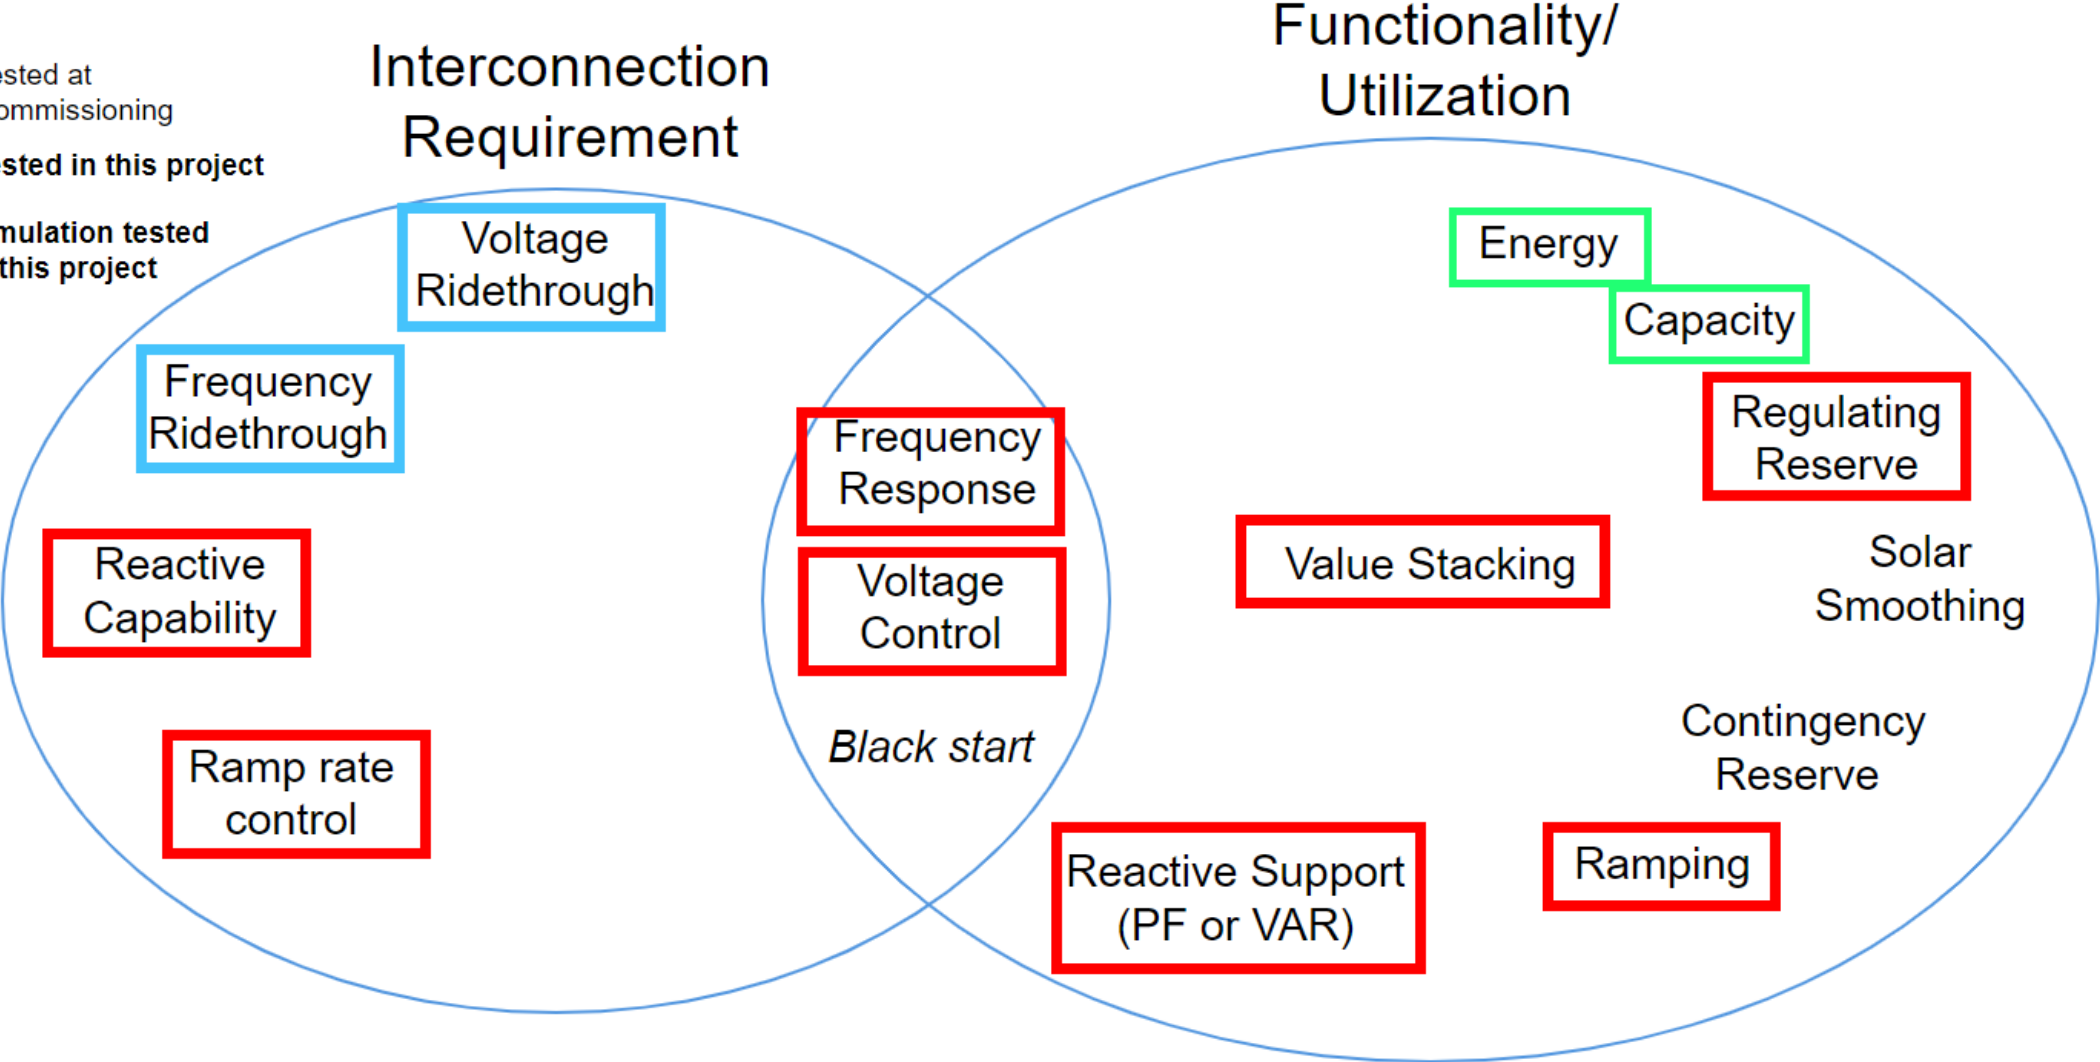 ested at
ommissioning
ested in this project
mulation tested
this project
Interconnection
Requirement
Functionality/
Utilization
Voltage
Ridethrough
Frequency
Ridethrough
Reactive
Capability
Ramp rate
control
Frequency
Response
Voltage
Control
Black start
Energy
Capacity
Regulating
Reserve
Value Stacking
Solar
Smoothing
Contingency
Reserve
Reactive Support
(PF or VAR)
Ramping